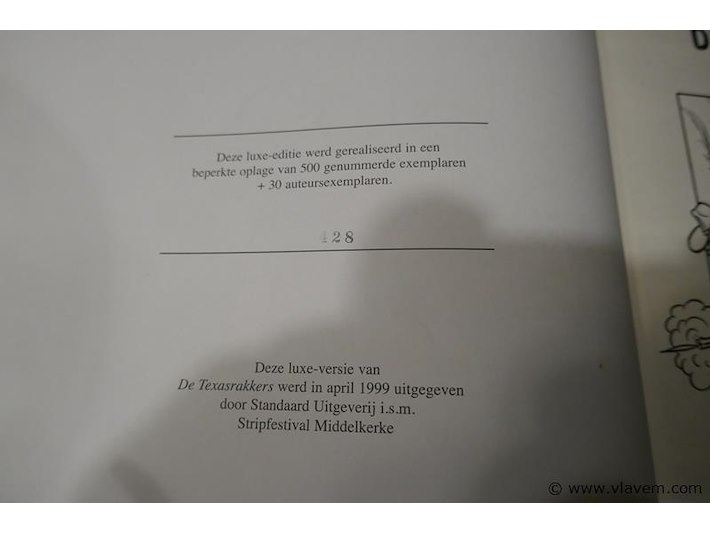 Deze luxe-editie werd gerealiseerd in een
beperkte oplage van 500 genummerde exemplaren
+ 30 auteursexemplaren.
28
Deze luxe-versie van
De Texasrakkers werd in april 1999 uitgegeven
door Standaard Uitgeverij i.s.m.
Stripfestival Middelkerke
© www.vlavem.com